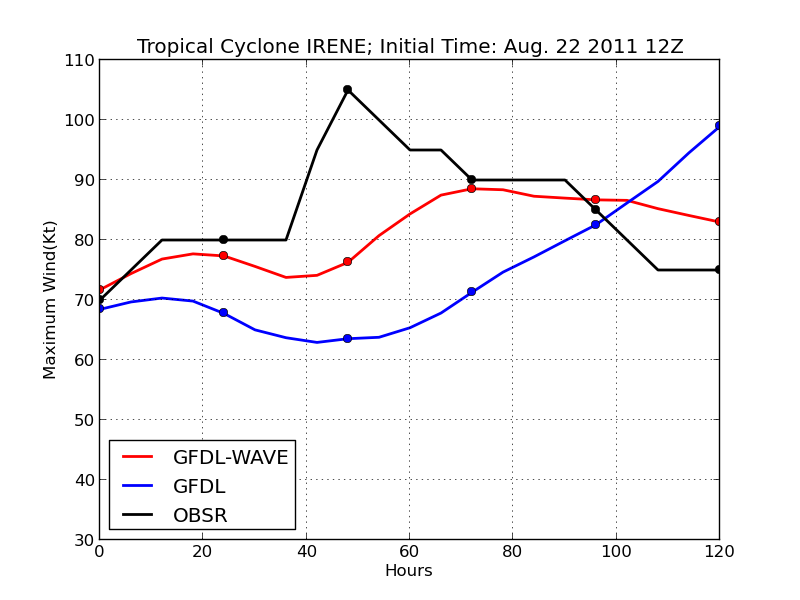 Tropical Cyclone IRENE; Initial Time: Aug. 22 2011 12Z
110
100
90
80
70
60
50
40
30
Maximum Wind(Kt)
GFDL-WAVE
GFDL
OBSR
0 20 40 60 80 100 120
Hours